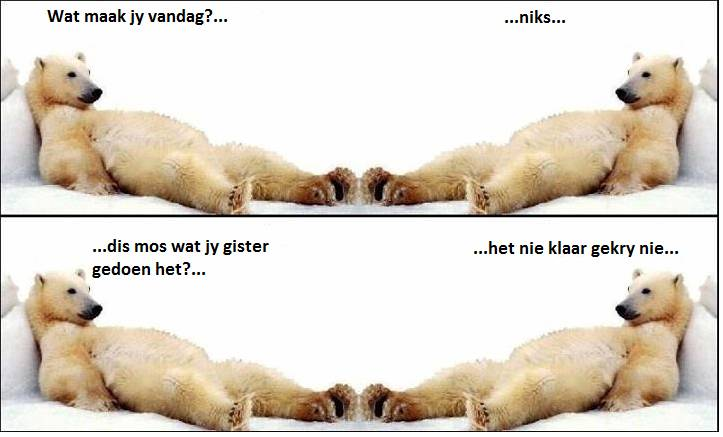 Wat maak jy vandag?...
...niks...
...dis mos wat jy gister
gedoen het?...
...het nie klaar gekry nie...